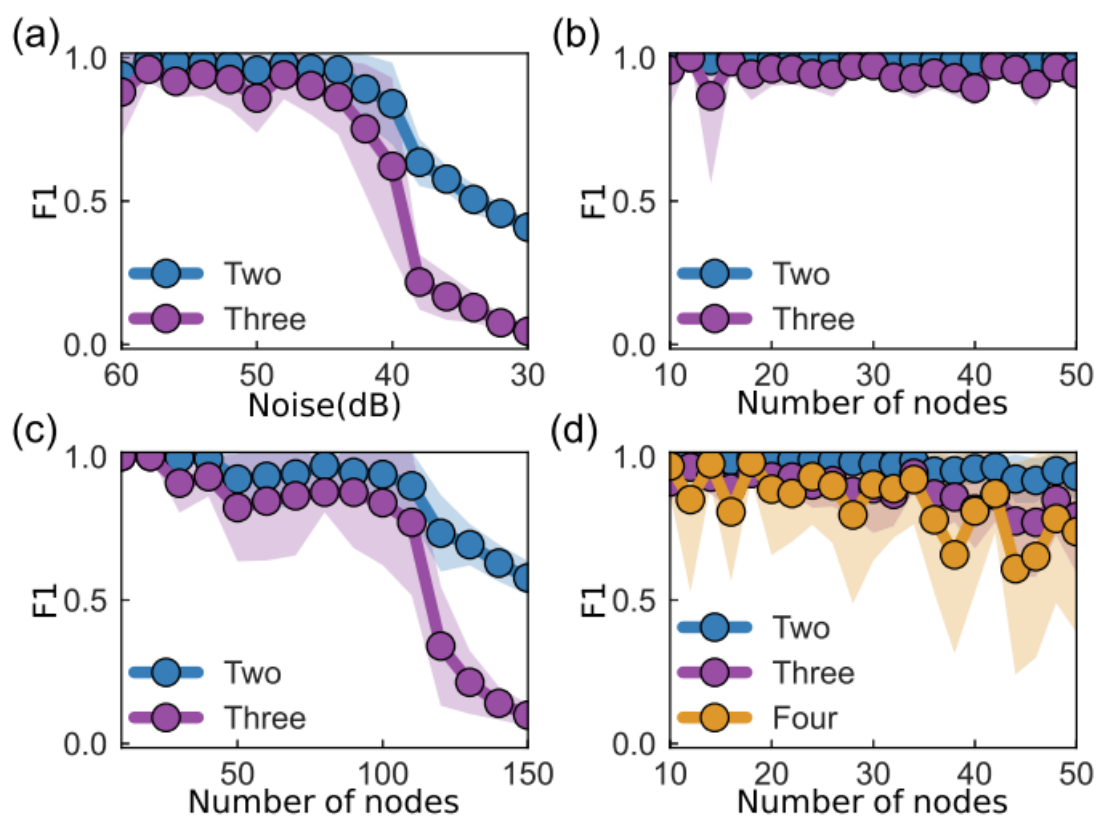 (a)
1.0
0.5
0.0
F1
Two
Three
60 50 40 30
Noise(dB)
(b)
1.0
0.5
0.0
F1
Two
Three
10 20 30 40 50
Number of nodes
(c)
1.0
0.5
0.0
F1
Two
Three
50 100 150
Number of nodes
(d)
1.0
0.5
0.0
F1
Two
Three
Four
10 20 30 40 50
Number of nodes